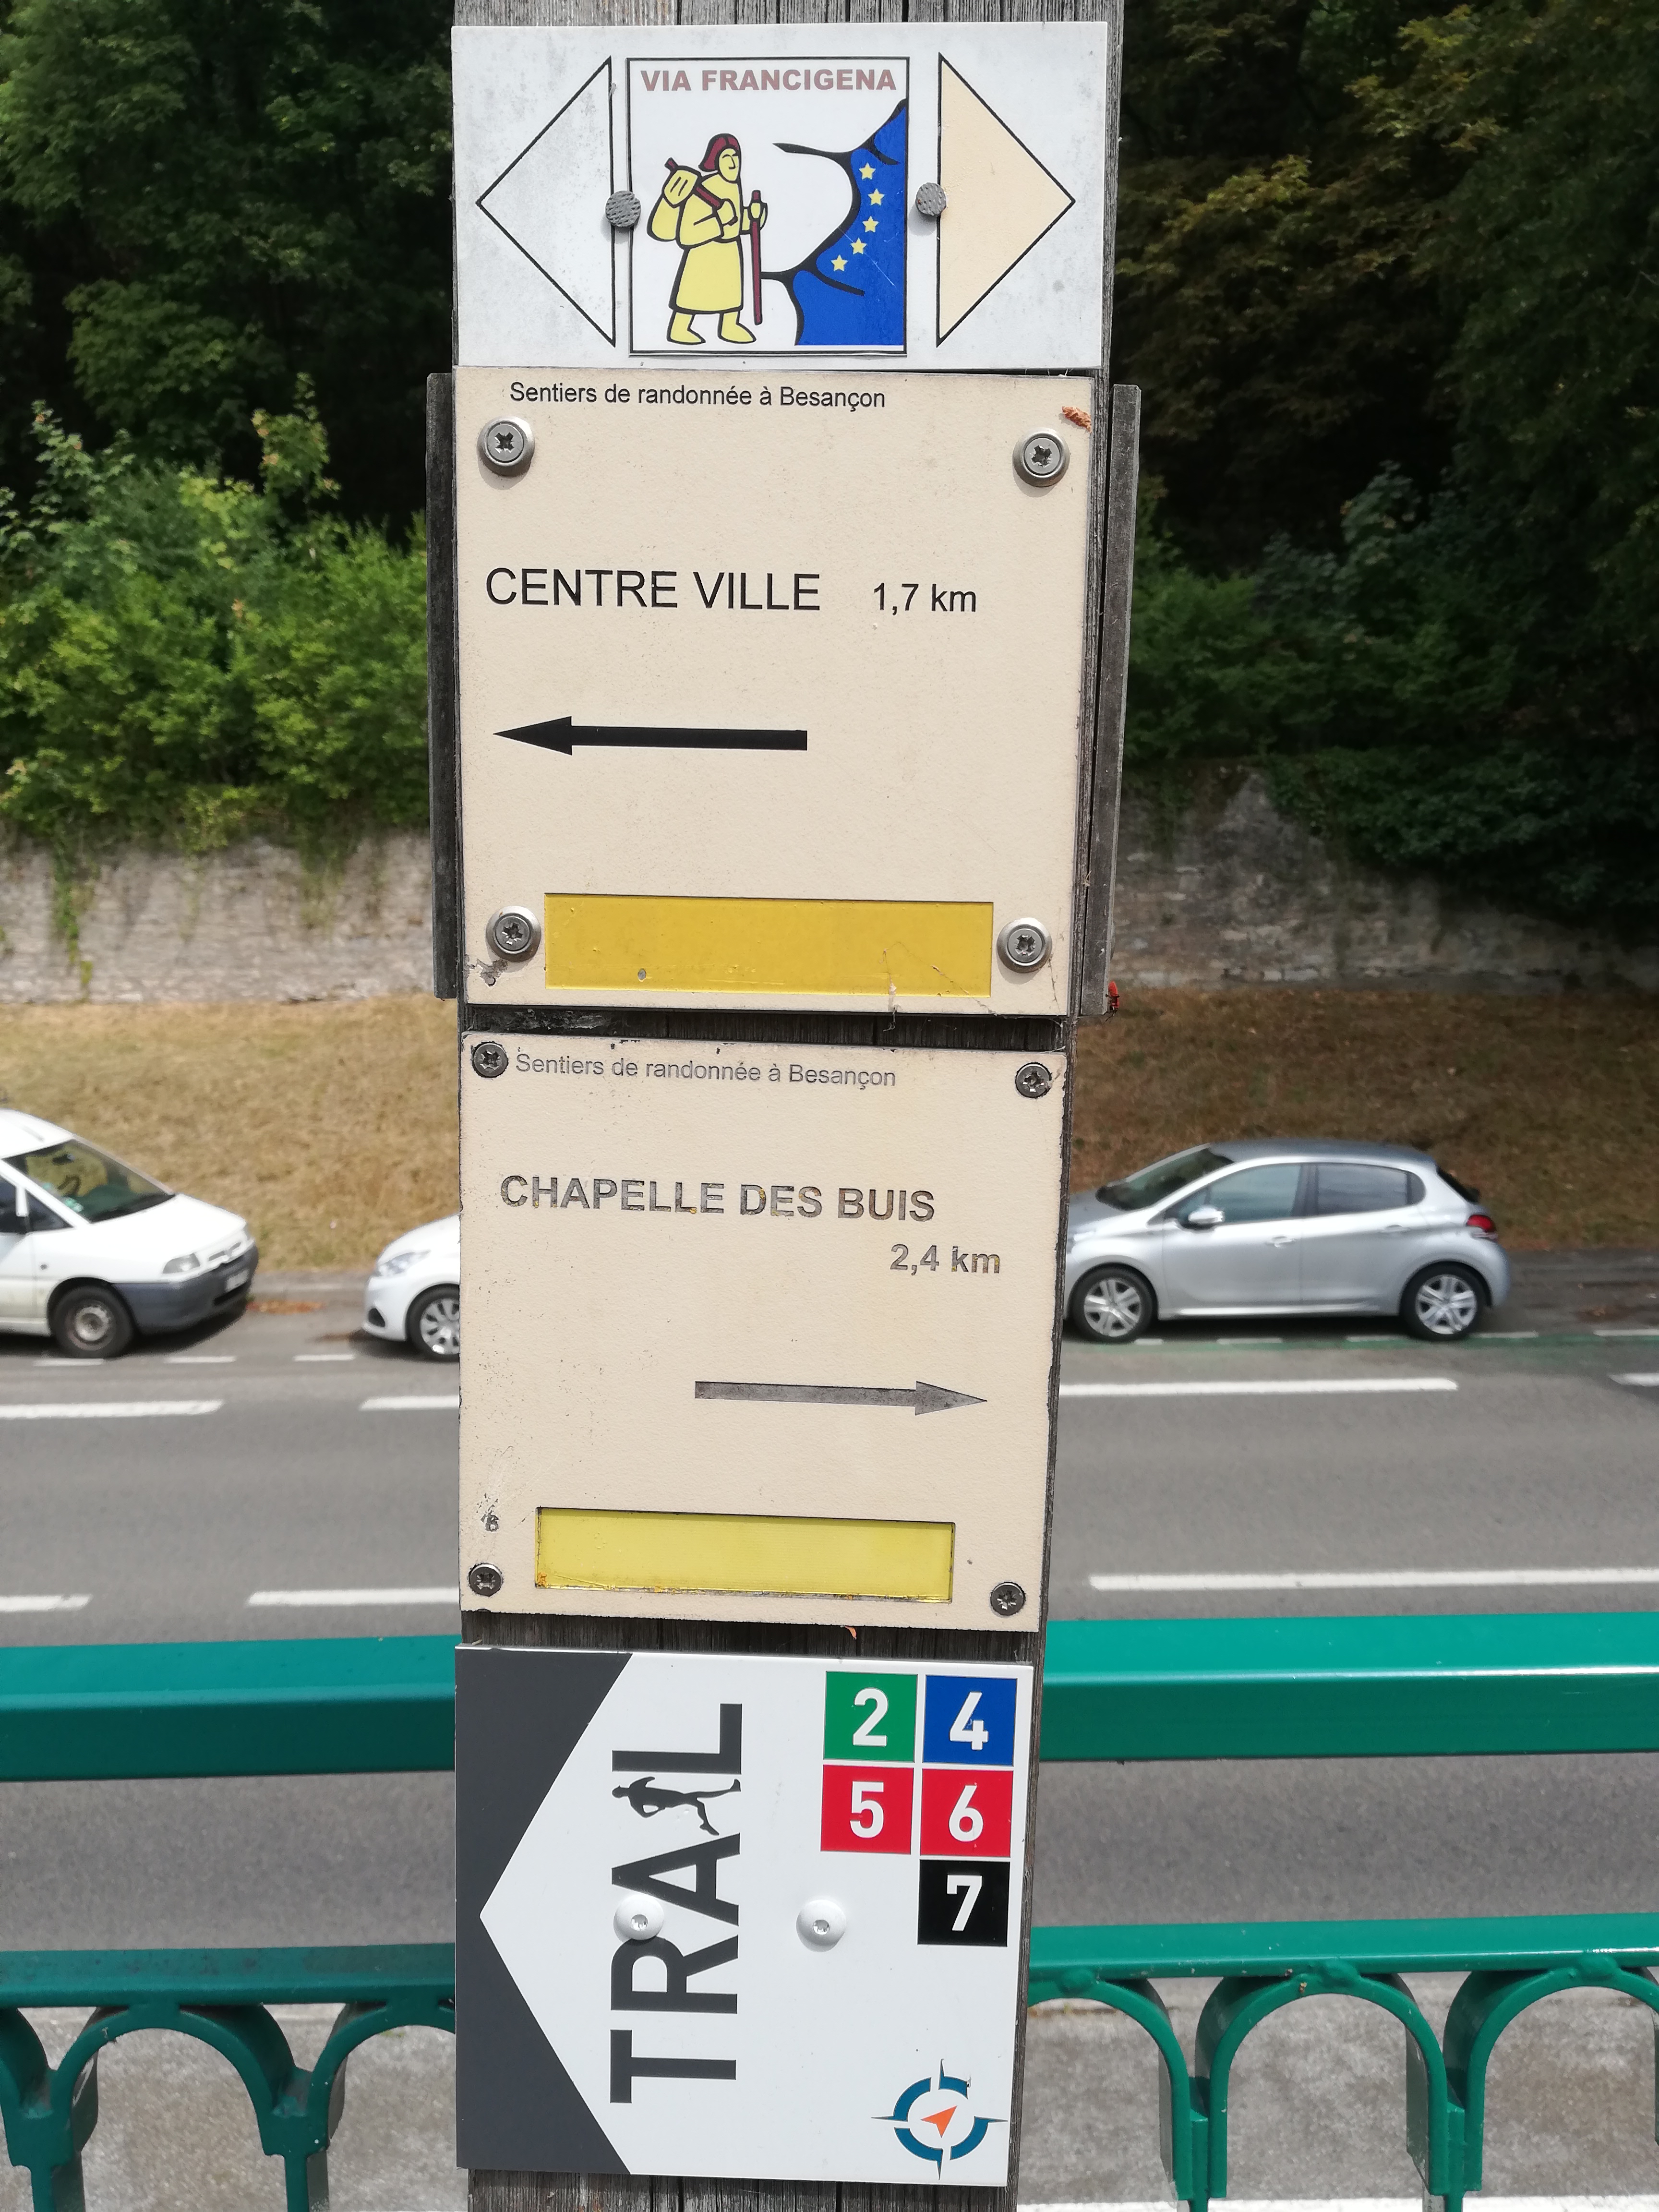 VIA FRANCIGENA
Sentiers de randonnée à Besançon
CENTRE VILLE 1,7 km
Sentiers de randonnée à Besançon
CHAPELLE DES BUIS
2,4 km
TRAIL
2 4
5 6
7